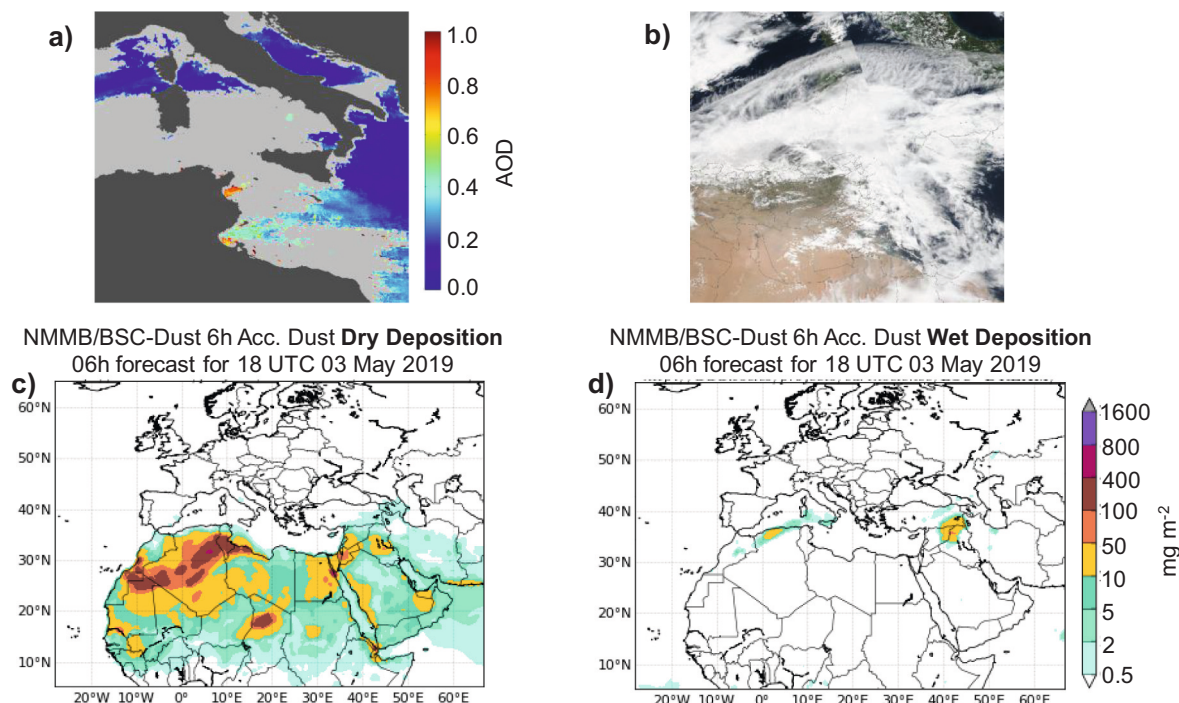 a)
1.0
0.8
0.6
0.4
0.2
0.0
AOD
b)
NMMB/BSC-Dust 6h Acc. Dust Dry Deposition
06h forecast for 18 UTC 03 May 2019
c)
60°N
50°N
40°N
30°N
20°N
10°N
20°W 10°W 0° 10°E 20°E 30°E 40°E 50°E 60°E
NMMB/BSC-Dust 6h Acc. Dust Wet Deposition
06h forecast for 18 UTC 03 May 2019
d)
60°N
50°N
40°N
30°N
20°N
10°N
20°W 10°W 0° 10°E 20°E 30°E 40°E 50°E 60°E
1600
800
400
100
50
10
5
2
0.5
mg m⁻²